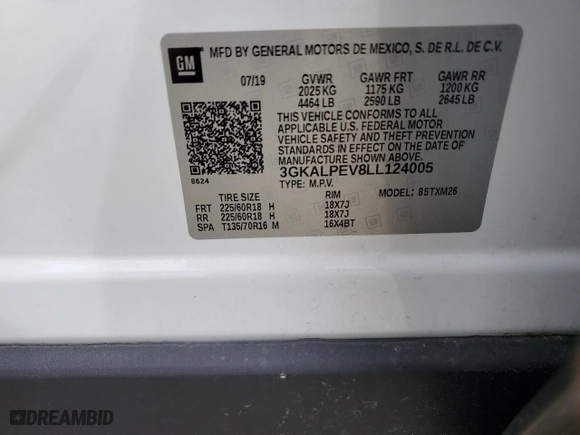 GM
MFD BY GENERAL MOTORS DE MEXICO, S. DE R.L. DE C.V.
07/19 GVWR GAWR FRT GAWR RR
2025 KG 1175 KG 1200 KG
4464 LB 2590 LB 2645 LB
THIS VEHICLE CONFORMS TO ALL
APPLICABLE U.S. FEDERAL MOTOR
VEHICLE SAFETY AND THEFT PREVENTION
STANDARDS IN EFFECT ON THE DATE OF
MANUFACTURE SHOWN ABOVE.
3GKALPEV8LL124005
8624
TYPE: M.P.V. MODEL: 85TXM26
TIRE SIZE RIM
FRT 225/60R18 H 18X7J
RR 225/60R18 H 18X7J
SPA T135/70R16 M 16X4BT
DREAMBID